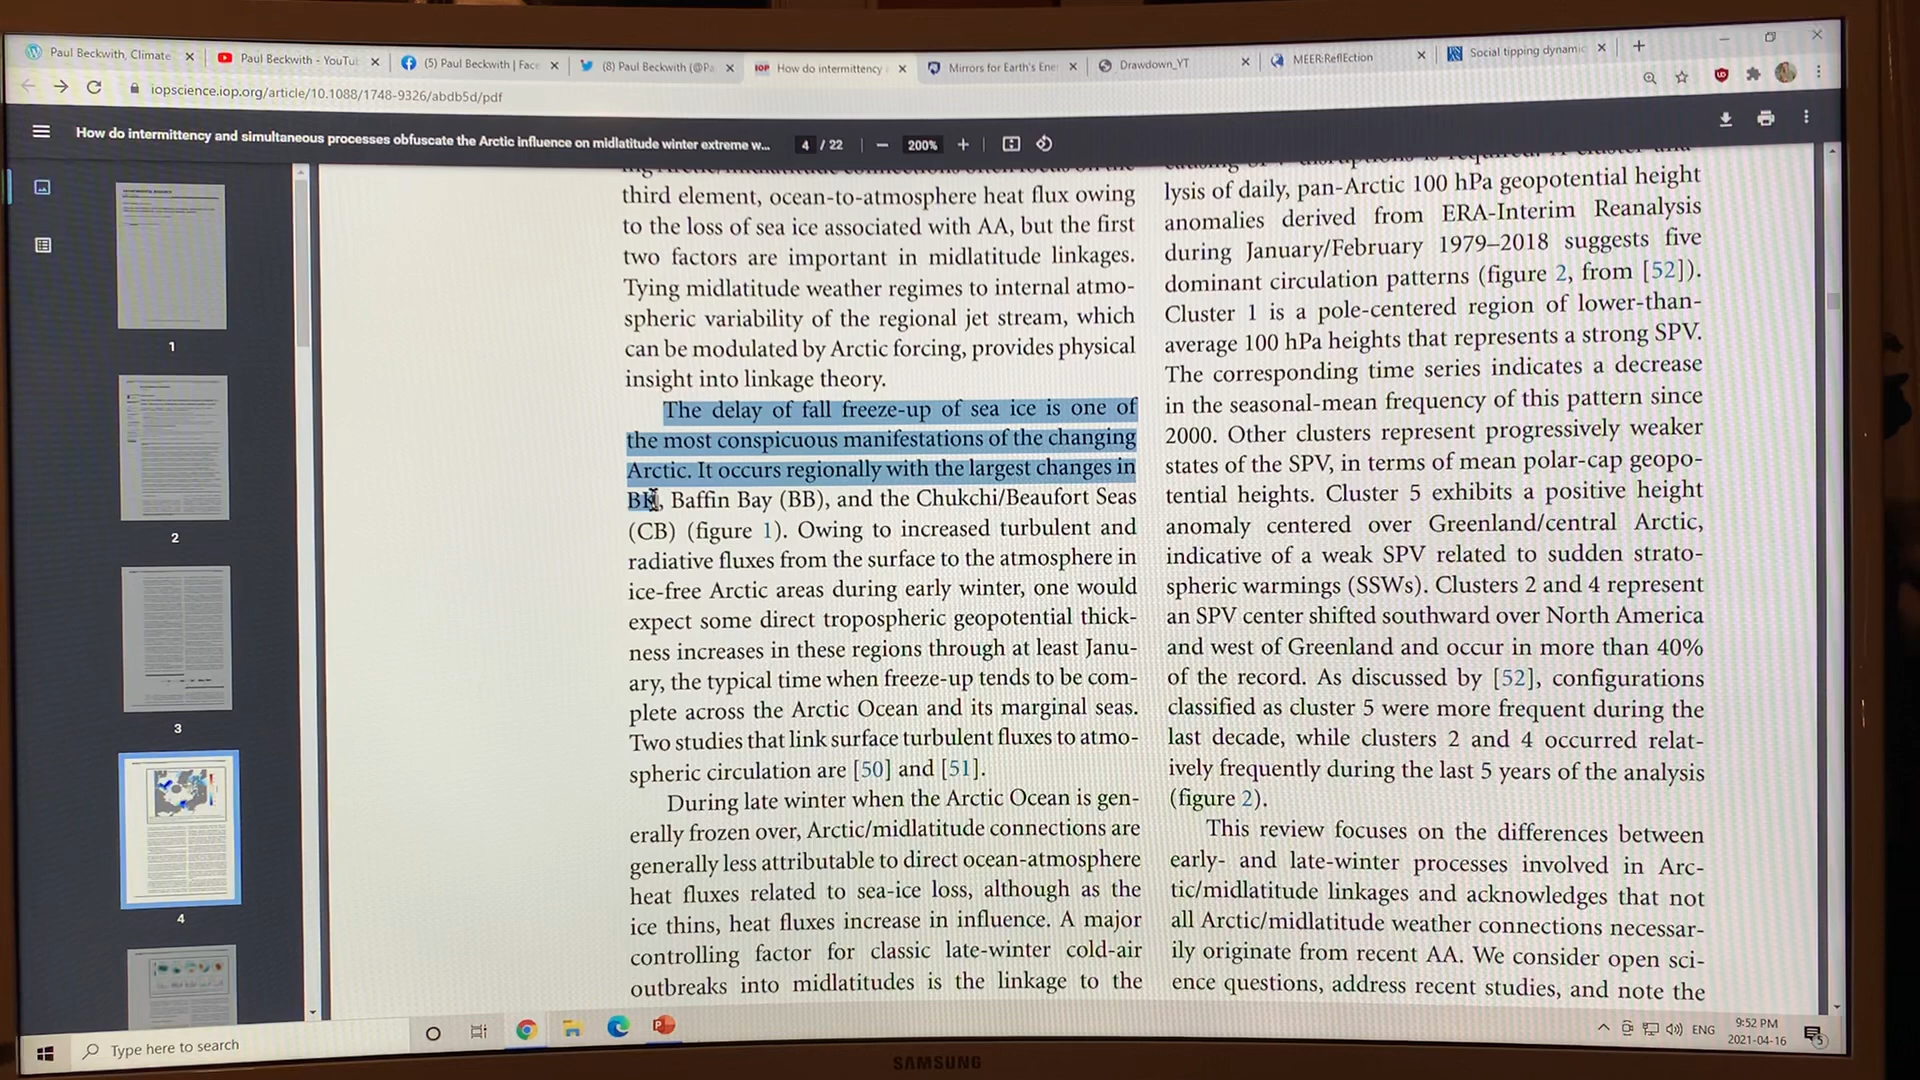 Paul Beckwith, Climate
Paul Beckwith - YouTu
(5) Paul Beckwith | Face
(8) Paul Beckwith (@Pa
IOP How do intermittency
Mirrors for Earth's Ene
Drawdown_YT
MEER:ReflEction
Social tipping dynamic
iopscience.iop.org/article/10.1088/1748-9326/abdb5d/pdf
How do intermittency and simultaneous processes obfuscate the Arctic influence on midlatitude winter extreme w...
4 / 22
200%
1
2
3
4
third element, ocean-to-atmosphere heat flux owing
to the loss of sea ice associated with AA, but the first
two factors are important in midlatitude linkages.
Tying midlatitude weather regimes to internal atmo-
spheric variability of the regional jet stream, which
can be modulated by Arctic forcing, provides physical
insight into linkage theory.
The delay of fall freeze-up of sea ice is one of
the most conspicuous manifestations of the changing
Arctic. It occurs regionally with the largest changes in
BK, Baffin Bay (BB), and the Chukchi/Beaufort Seas
(CB) (figure 1). Owing to increased turbulent and
radiative fluxes from the surface to the atmosphere in
ice-free Arctic areas during early winter, one would
expect some direct tropospheric geopotential thick-
ness increases in these regions through at least Janu-
ary, the typical time when freeze-up tends to be com-
plete across the Arctic Ocean and its marginal seas.
Two studies that link surface turbulent fluxes to atmo-
spheric circulation are [50] and [51].
During late winter when the Arctic Ocean is gen-
erally frozen over, Arctic/midlatitude connections are
generally less attributable to direct ocean-atmosphere
heat fluxes related to sea-ice loss, although as the
ice thins, heat fluxes increase in influence. A major
controlling factor for classic late-winter cold-air
outbreaks into midlatitudes is the linkage to the
lysis of daily, pan-Arctic 100 hPa geopotential height
anomalies derived from ERA-Interim Reanalysis
during January/February 1979–2018 suggests five
dominant circulation patterns (figure 2, from [52]).
Cluster 1 is a pole-centered region of lower-than-
average 100 hPa heights that represents a strong SPV.
The corresponding time series indicates a decrease
in the seasonal-mean frequency of this pattern since
2000. Other clusters represent progressively weaker
states of the SPV, in terms of mean polar-cap geopo-
tential heights. Cluster 5 exhibits a positive height
anomaly centered over Greenland/central Arctic,
indicative of a weak SPV related to sudden strato-
spheric warmings (SSWs). Clusters 2 and 4 represent
an SPV center shifted southward over North America
and west of Greenland and occur in more than 40%
of the record. As discussed by [52], configurations
classified as cluster 5 were more frequent during the
last decade, while clusters 2 and 4 occurred relat-
ively frequently during the last 5 years of the analysis
(figure 2).
This review focuses on the differences between
early- and late-winter processes involved in Arc-
tic/midlatitude linkages and acknowledges that not
all Arctic/midlatitude weather connections necessar-
ily originate from recent AA. We consider open sci-
ence questions, address recent studies, and note the
Type here to search
ENG
9:52 PM
2021-04-16
5
SAMSUNG